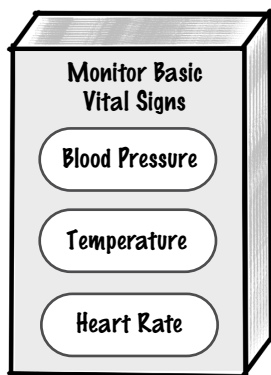 Monitor Basic
Vital Signs
Blood Pressure
Temperature
Heart Rate